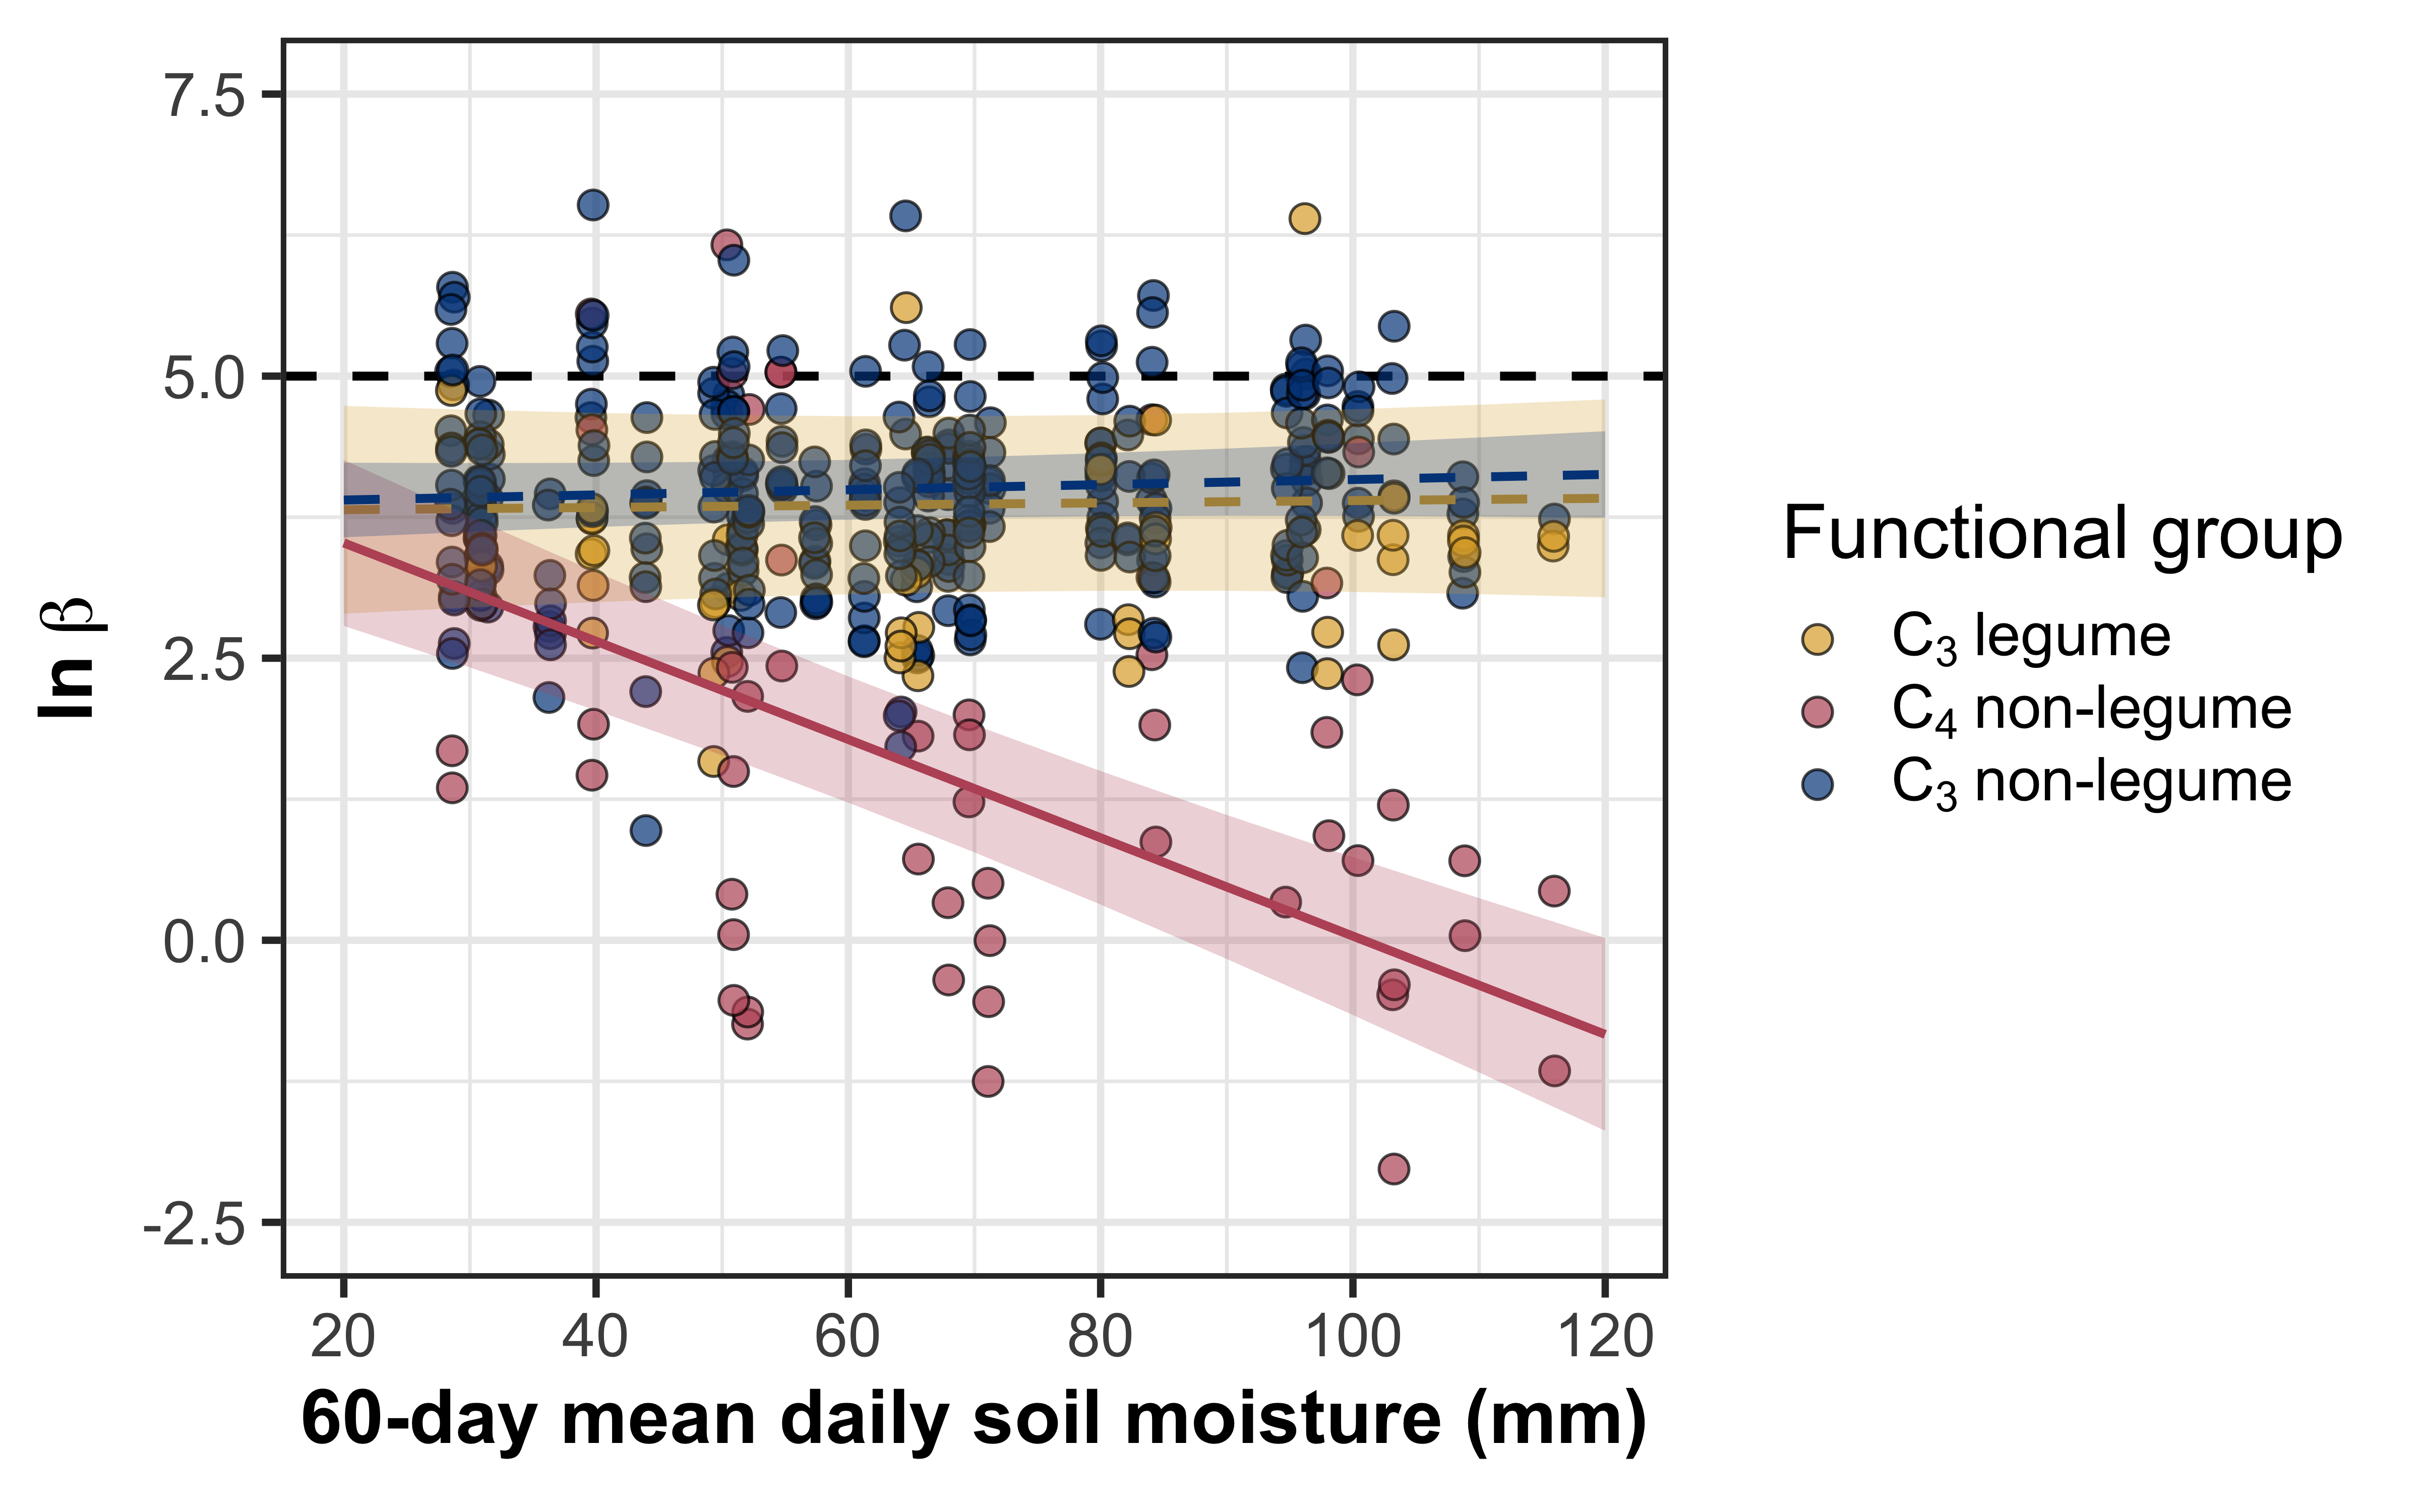 7.5
5.0
2.5
0.0
-2.5
ln β
20 40 60 80 100 120
60-day mean daily soil moisture (mm)
Functional group
C₃ legume
C₄ non-legume
C₃ non-legume